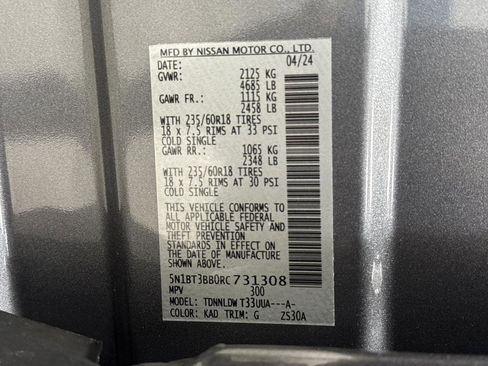 MFD BY NISSAN MOTOR CO., LTD.
DATE: 04/24
GVWR: 2125 KG
4685 LB
GAWR FR.: 1115 KG
2458 LB
WITH 235/60R18 TIRES
18 x 7.5 RIMS AT 33 PSI
COLD SINGLE
GAWR RR.: 1065 KG
2348 LB
WITH 235/60R18 TIRES
18 x 7.5 RIMS AT 30 PSI
COLD SINGLE
THIS VEHICLE CONFORMS TO
ALL APPLICABLE FEDERAL
MOTOR VEHICLE SAFETY
AND THEFT PREVENTION
STANDARDS IN EFFECT ON
THE DATE OF MANUFACTURE
SHOWN ABOVE.
5N1BT3BB0RC731308
MPV 300
MODEL: TDNNLDWT33UUA---A-
COLOR: KAD TRIM: G ZS30A